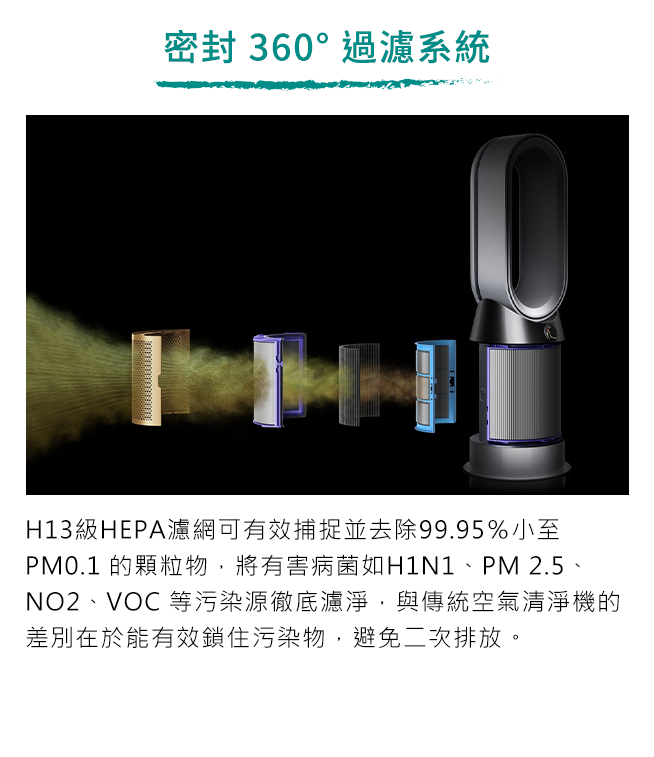 密封 360° 過濾系統
H13級HEPA濾網可有效捕捉並去除99.95%小至
PM0.1 的顆粒物，將有害病菌如H1N1、PM 2.5、
NO2、VOC 等污染源徹底濾淨，與傳統空氣清淨機的
差別在於能有效鎖住污染物，避免二次排放。